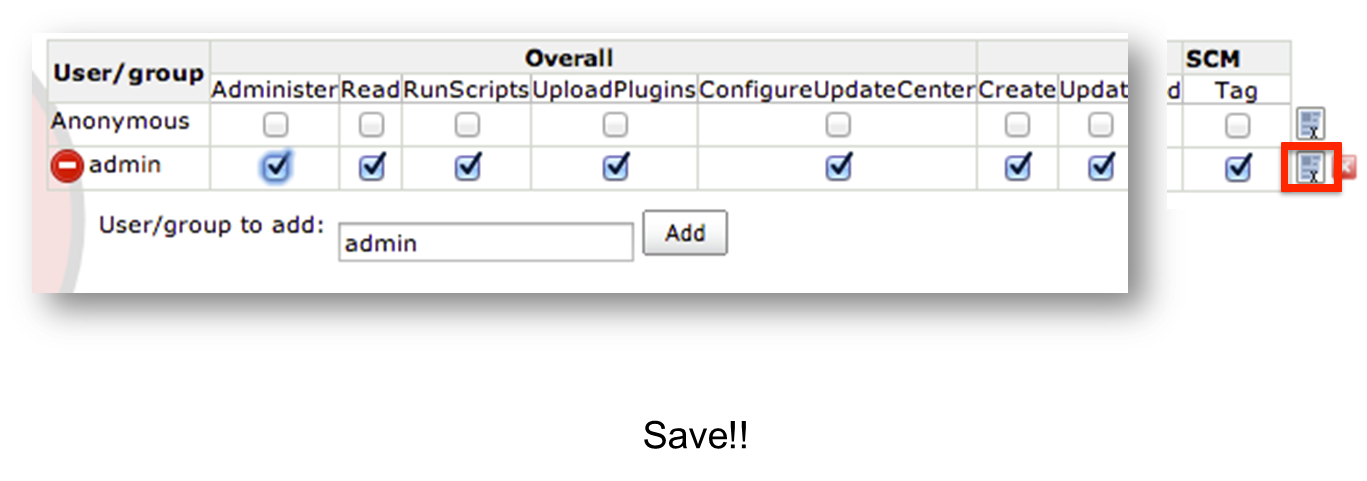 User/group Overall SCM
Administer Read RunScripts UploadPlugins ConfigureUpdateCenter Create Updat d Tag
Anonymous
admin
User/group to add: admin Add
Save!!